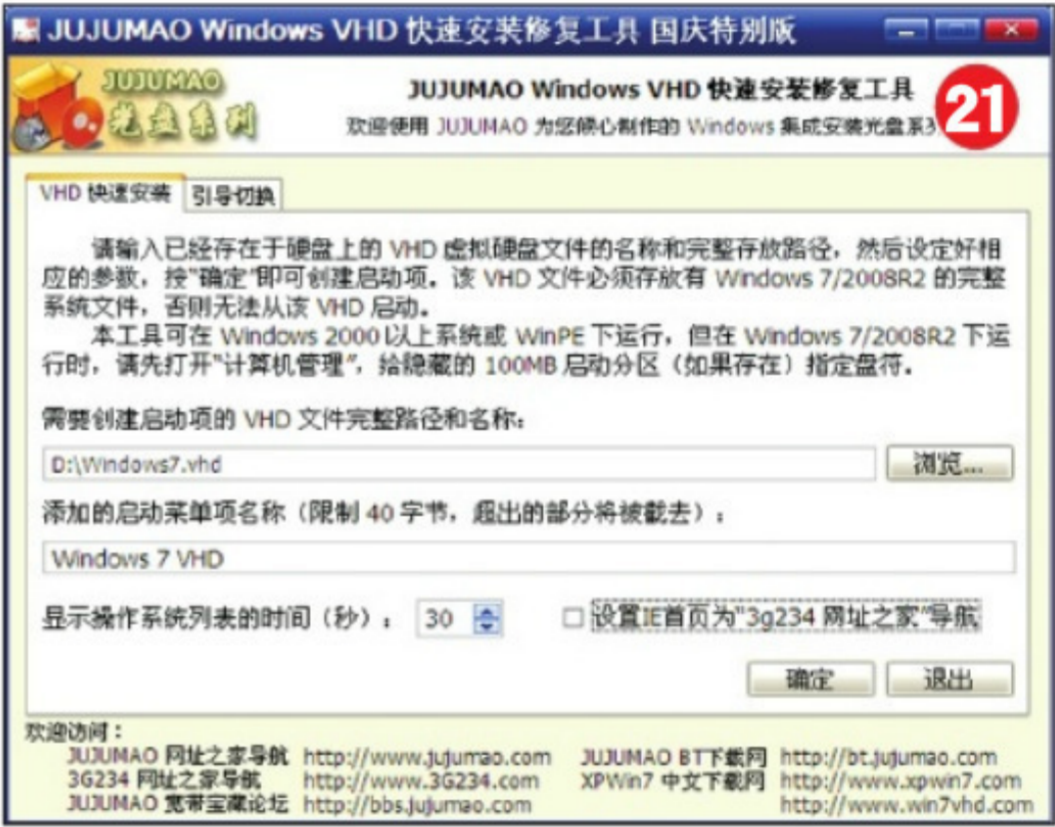 JUJUMAO Windows VHD 快速安装修复工具 国庆特别版
JUJUMAO
光盘系列
JUJUMAO Windows VHD 快速安装修复工具
欢迎使用 JUJUMAO 为您倾心制作的 Windows 集成安装光盘系
21
VHD 快速安装 引导切换
请输入已经存在于硬盘上的 VHD 虚拟硬盘文件的名称和完整存放路径，然后设定好相
应的参数，按"确定"即可创建启动项。该 VHD 文件必须存放有 Windows 7/2008R2 的完整
系统文件，否则无法从该 VHD 启动。
本工具可在 Windows 2000以上系统或 WinPE 下运行，但在 Windows 7/2008R2 下运
行时，请先打开"计算机管理"，给隐藏的 100MB 启动分区（如果存在）指定盘符。
需要创建启动项的 VHD 文件完整路径和名称：
D:\Windows7.vhd 浏览...
添加的启动菜单项名称（限制 40 字节，超出的部分将被截去）：
Windows 7 VHD
显示操作系统列表的时间（秒）： 30 设置IE首页为"3g234 网址之家"导航
确定 退出
欢迎访问：
JUJUMAO 网址之家导航 http://www.jujumao.com JUJUMAO BT下载网 http://bt.jujumao.com
3G234 网址之家导航 http://www.3G234.com XPWin7 中文下载网 http://www.xpwin7.com
JUJUMAO 宽带宝藏论坛 http://bbs.jujumao.com http://www.win7vhd.com